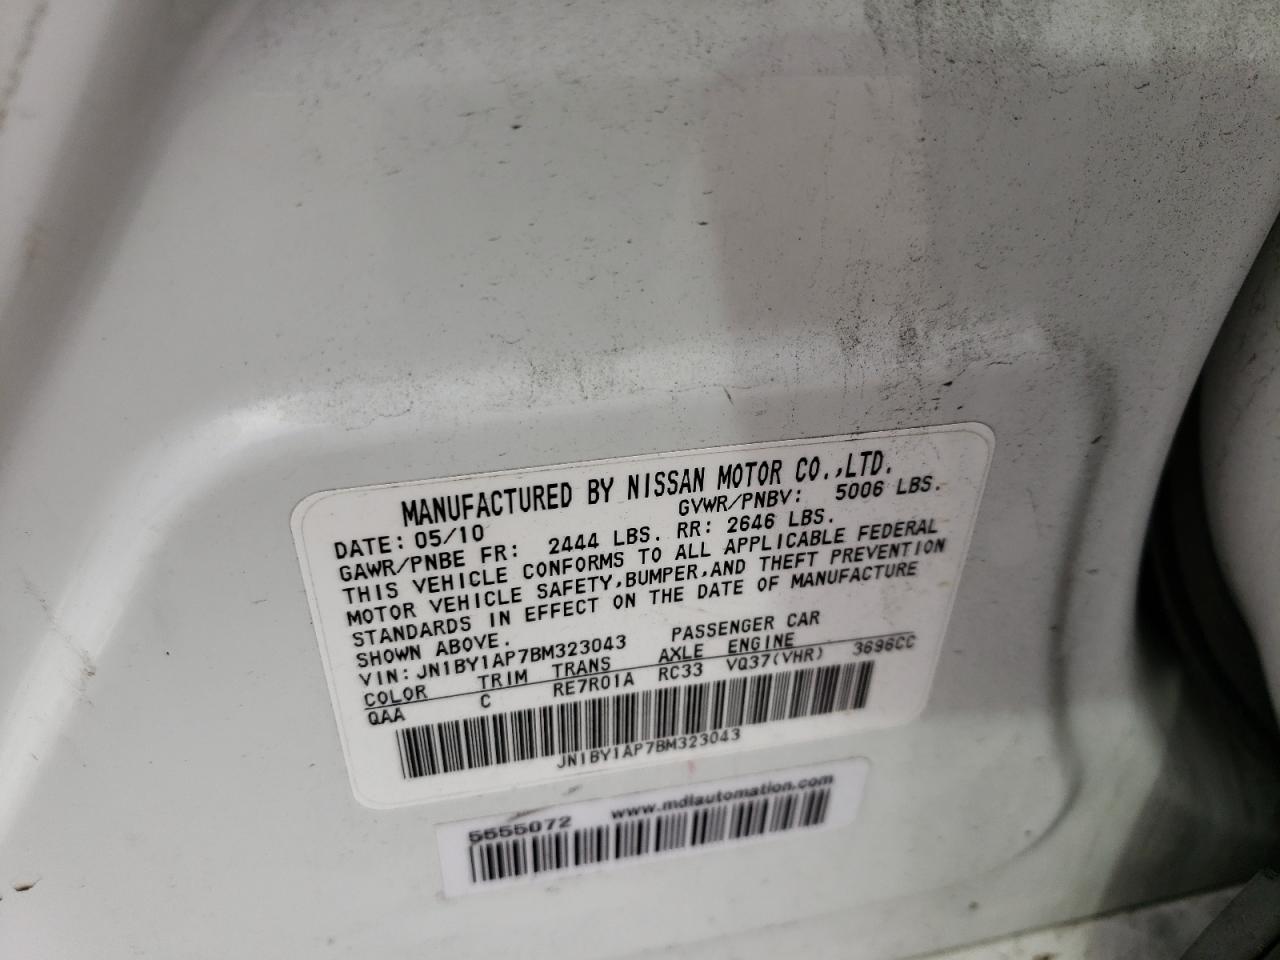 MANUFACTURED BY NISSAN MOTOR CO.,LTD.
DATE: 05/10 GVWR/PNBV: 5006 LBS.
GAWR/PNBE FR: 2444 LBS. RR: 2646 LBS.
THIS VEHICLE CONFORMS TO ALL APPLICABLE FEDERAL
MOTOR VEHICLE SAFETY,BUMPER,AND THEFT PREVENTION
STANDARDS IN EFFECT ON THE DATE OF MANUFACTURE
SHOWN ABOVE.
VIN: JN1BY1AP7BM323043 PASSENGER CAR
COLOR TRIM TRANS AXLE ENGINE
QAA C RE7R01A RC33 VQ37(VHR) 3696CC
JN1BY1AP7BM323043
5555072 www.mdiautomation.com